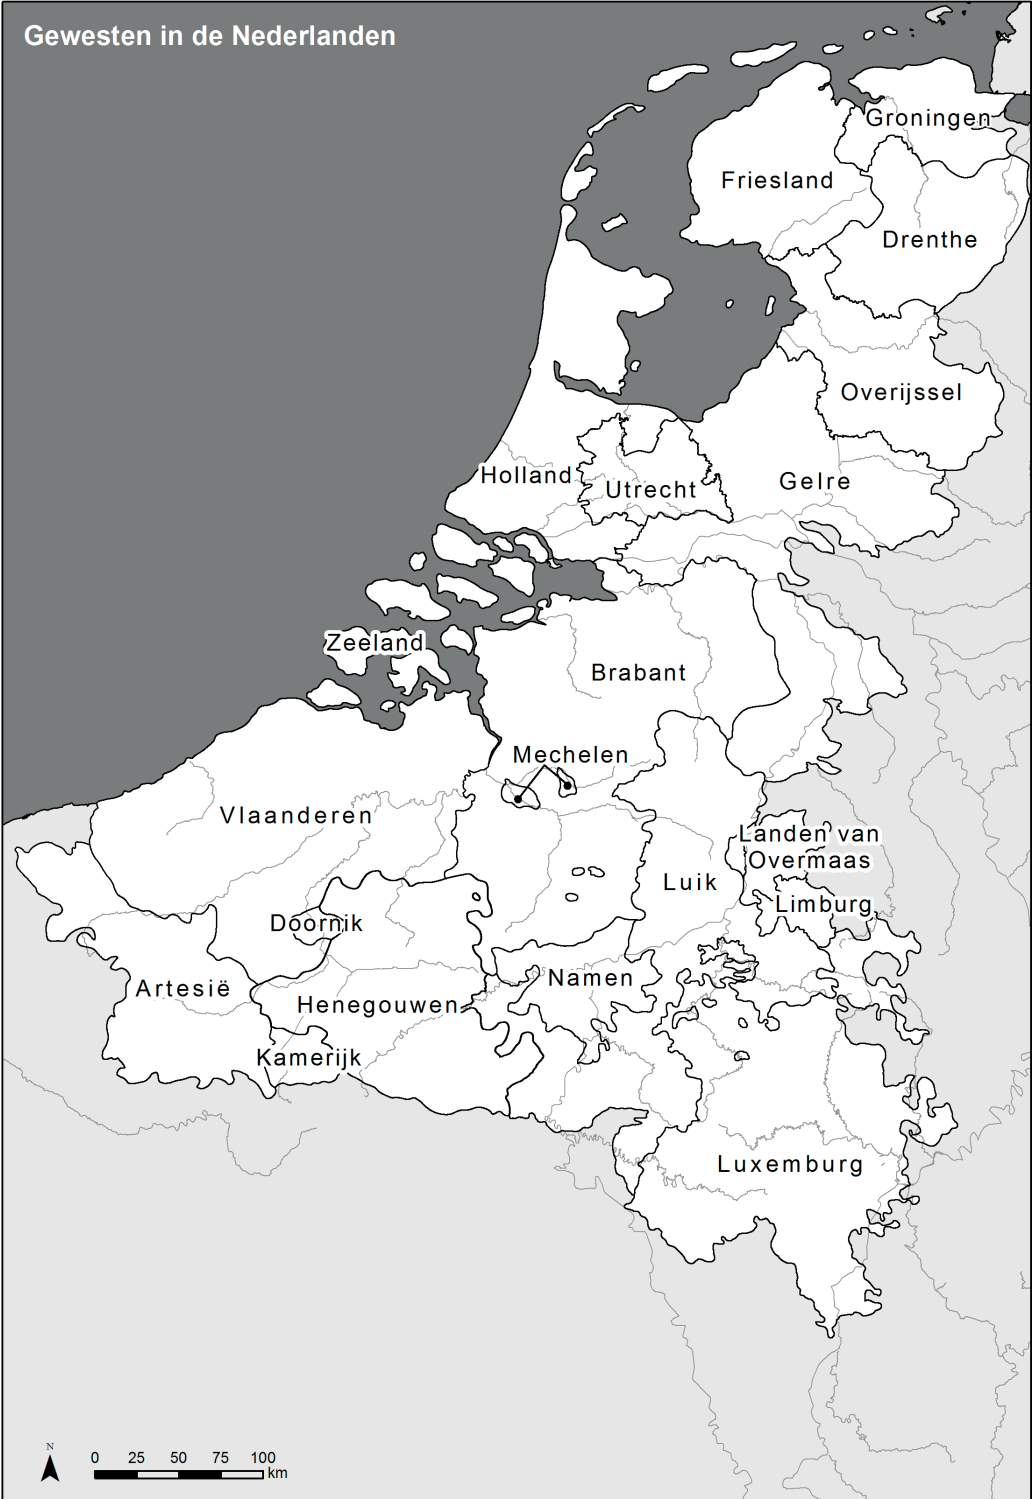 Gewesten in de Nederlanden
Groningen
Friesland
Drenthe
Overijssel
Holland
Utrecht
Gelre
Zeeland
Brabant
Mechelen
Vlaanderen
Landen van
Overmaas
Luik
Limburg
Doornik
Namen
Artesië
Henegouwen
Kamerijk
Luxemburg
N
0 25 50 75 100
km